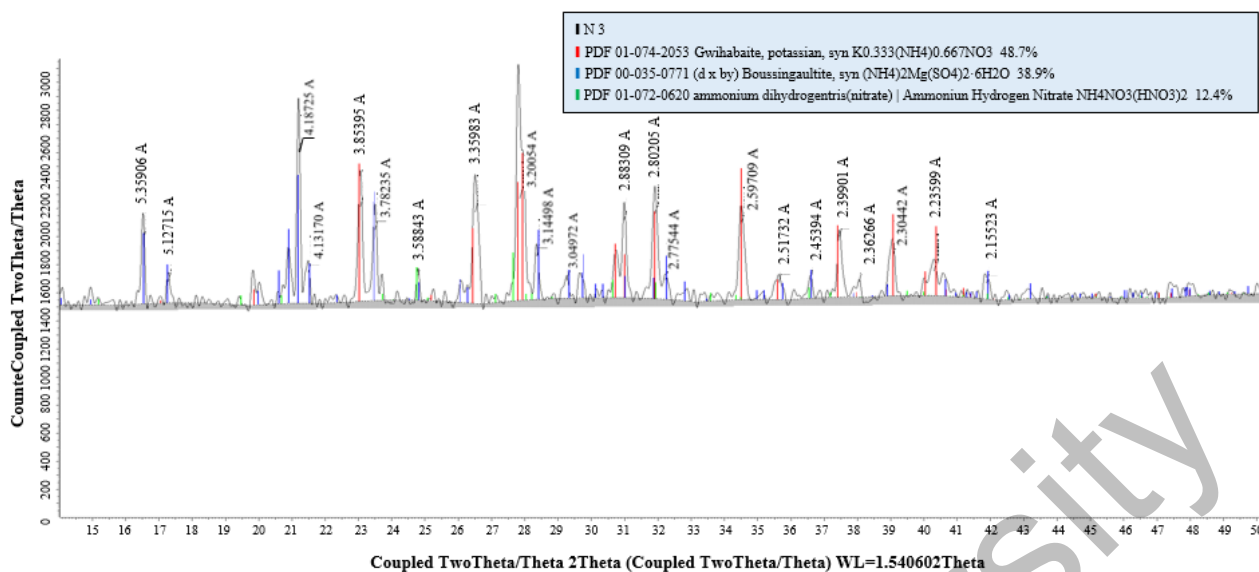 N 3
PDF 01-074-2053 Gwihabaite, potassian, syn K0.333(NH4)0.667NO3 48.7%
PDF 00-035-0771 (d x by) Boussingaultite, syn (NH4)2Mg(SO4)2·6H2O 38.9%
PDF 01-072-0620 ammonium dihydrogentris(nitrate) | Ammoniun Hydrogen Nitrate NH4NO3(HNO3)2 12.4%
CounteCoupled TwoTheta/Theta
3000
2800
2600
2400
2200
2000
1800
1600
1400
1200
1000
800
600
400
200
0
5.35906 A
5.12715 A
4.18725 A
4.13170 A
3.85395 A
3.78235 A
3.58843 A
3.35983 A
3.20054 A
3.14498 A
3.04972 A
2.88309 A
2.80205 A
2.77544 A
2.59709 A
2.51732 A
2.45394 A
2.39901 A
2.36266 A
2.30442 A
2.23599 A
2.15523 A
15 16 17 18 19 20 21 22 23 24 25 26 27 28 29 30 31 32 33 34 35 36 37 38 39 40 41 42 43 44 45 46 47 48 49 50
Coupled TwoTheta/Theta 2Theta (Coupled TwoTheta/Theta) WL=1.540602Theta
rsity